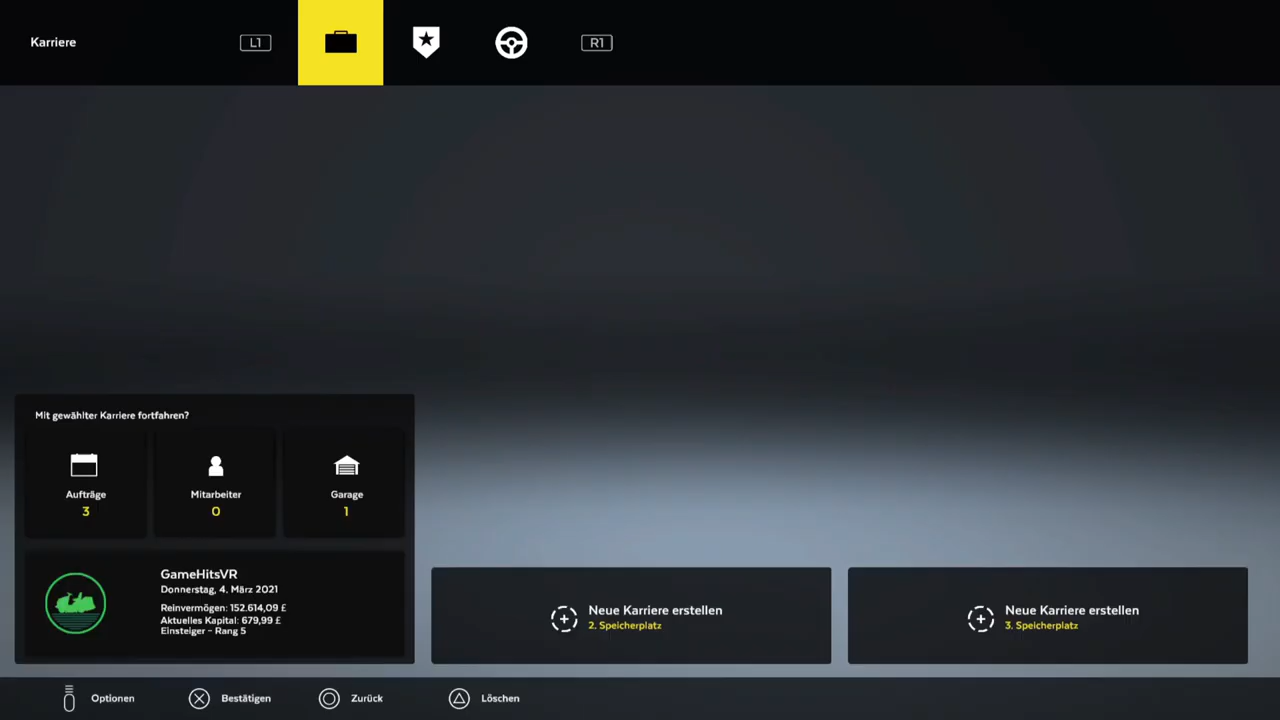 Karriere
L1
R1
Mit gewählter Karriere fortfahren?
Aufträge
3
Mitarbeiter
0
Garage
1
GameHitsVR
Donnerstag, 4. März 2021
Reinvermögen: 152.614,09 £
Aktuelles Kapital: 679,99 £
Einsteiger - Rang 5
Neue Karriere erstellen
2. Speicherplatz
Neue Karriere erstellen
3. Speicherplatz
Optionen
Bestätigen
Zurück
Löschen